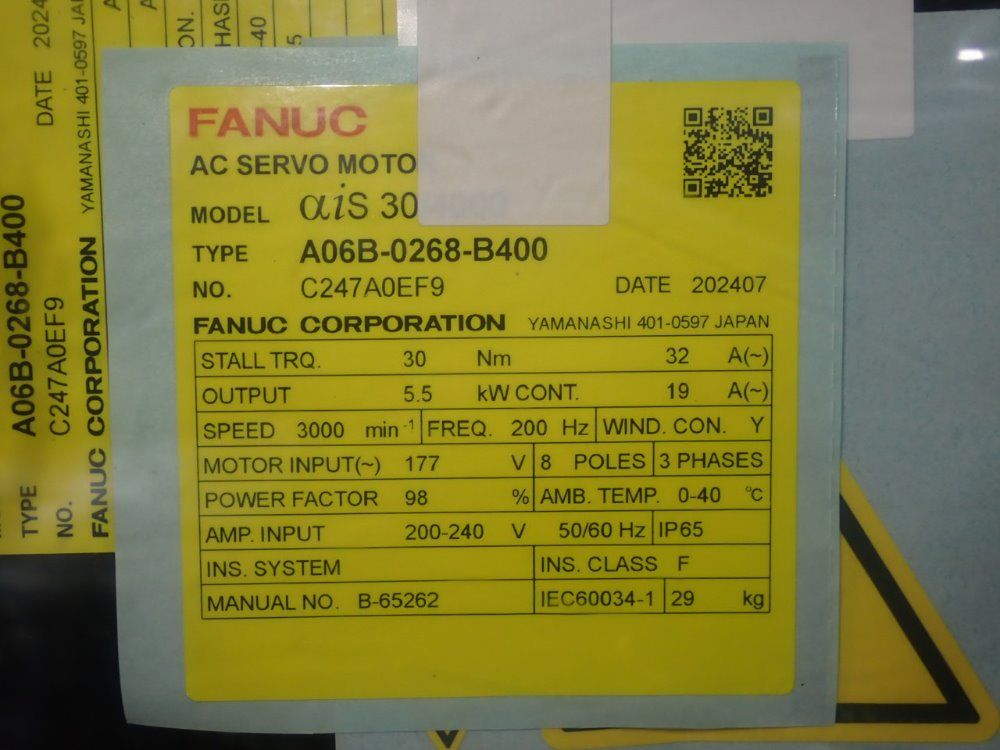 FANUC
AC SERVO MOTO
MODEL αiS 30
TYPE A06B-0268-B400
NO. C247A0EF9 DATE 202407
FANUC CORPORATION YAMANASHI 401-0597 JAPAN
STALL TRQ. 30 Nm 32 A(~)
OUTPUT 5.5 kW CONT. 19 A(~)
SPEED 3000 min⁻¹ FREQ. 200 Hz WIND. CON. Y
MOTOR INPUT(~) 177 V 8 POLES 3 PHASES
POWER FACTOR 98 % AMB. TEMP. 0-40 °C
AMP. INPUT 200-240 V 50/60 Hz IP65
INS. SYSTEM INS. CLASS F
MANUAL NO. B-65262 IEC60034-1 29 kg
TYPE A06B-0268-B400
NO. C247A0EF9 DATE 2024
FANUC CORPORATION YAMANASHI 401-0597 JA